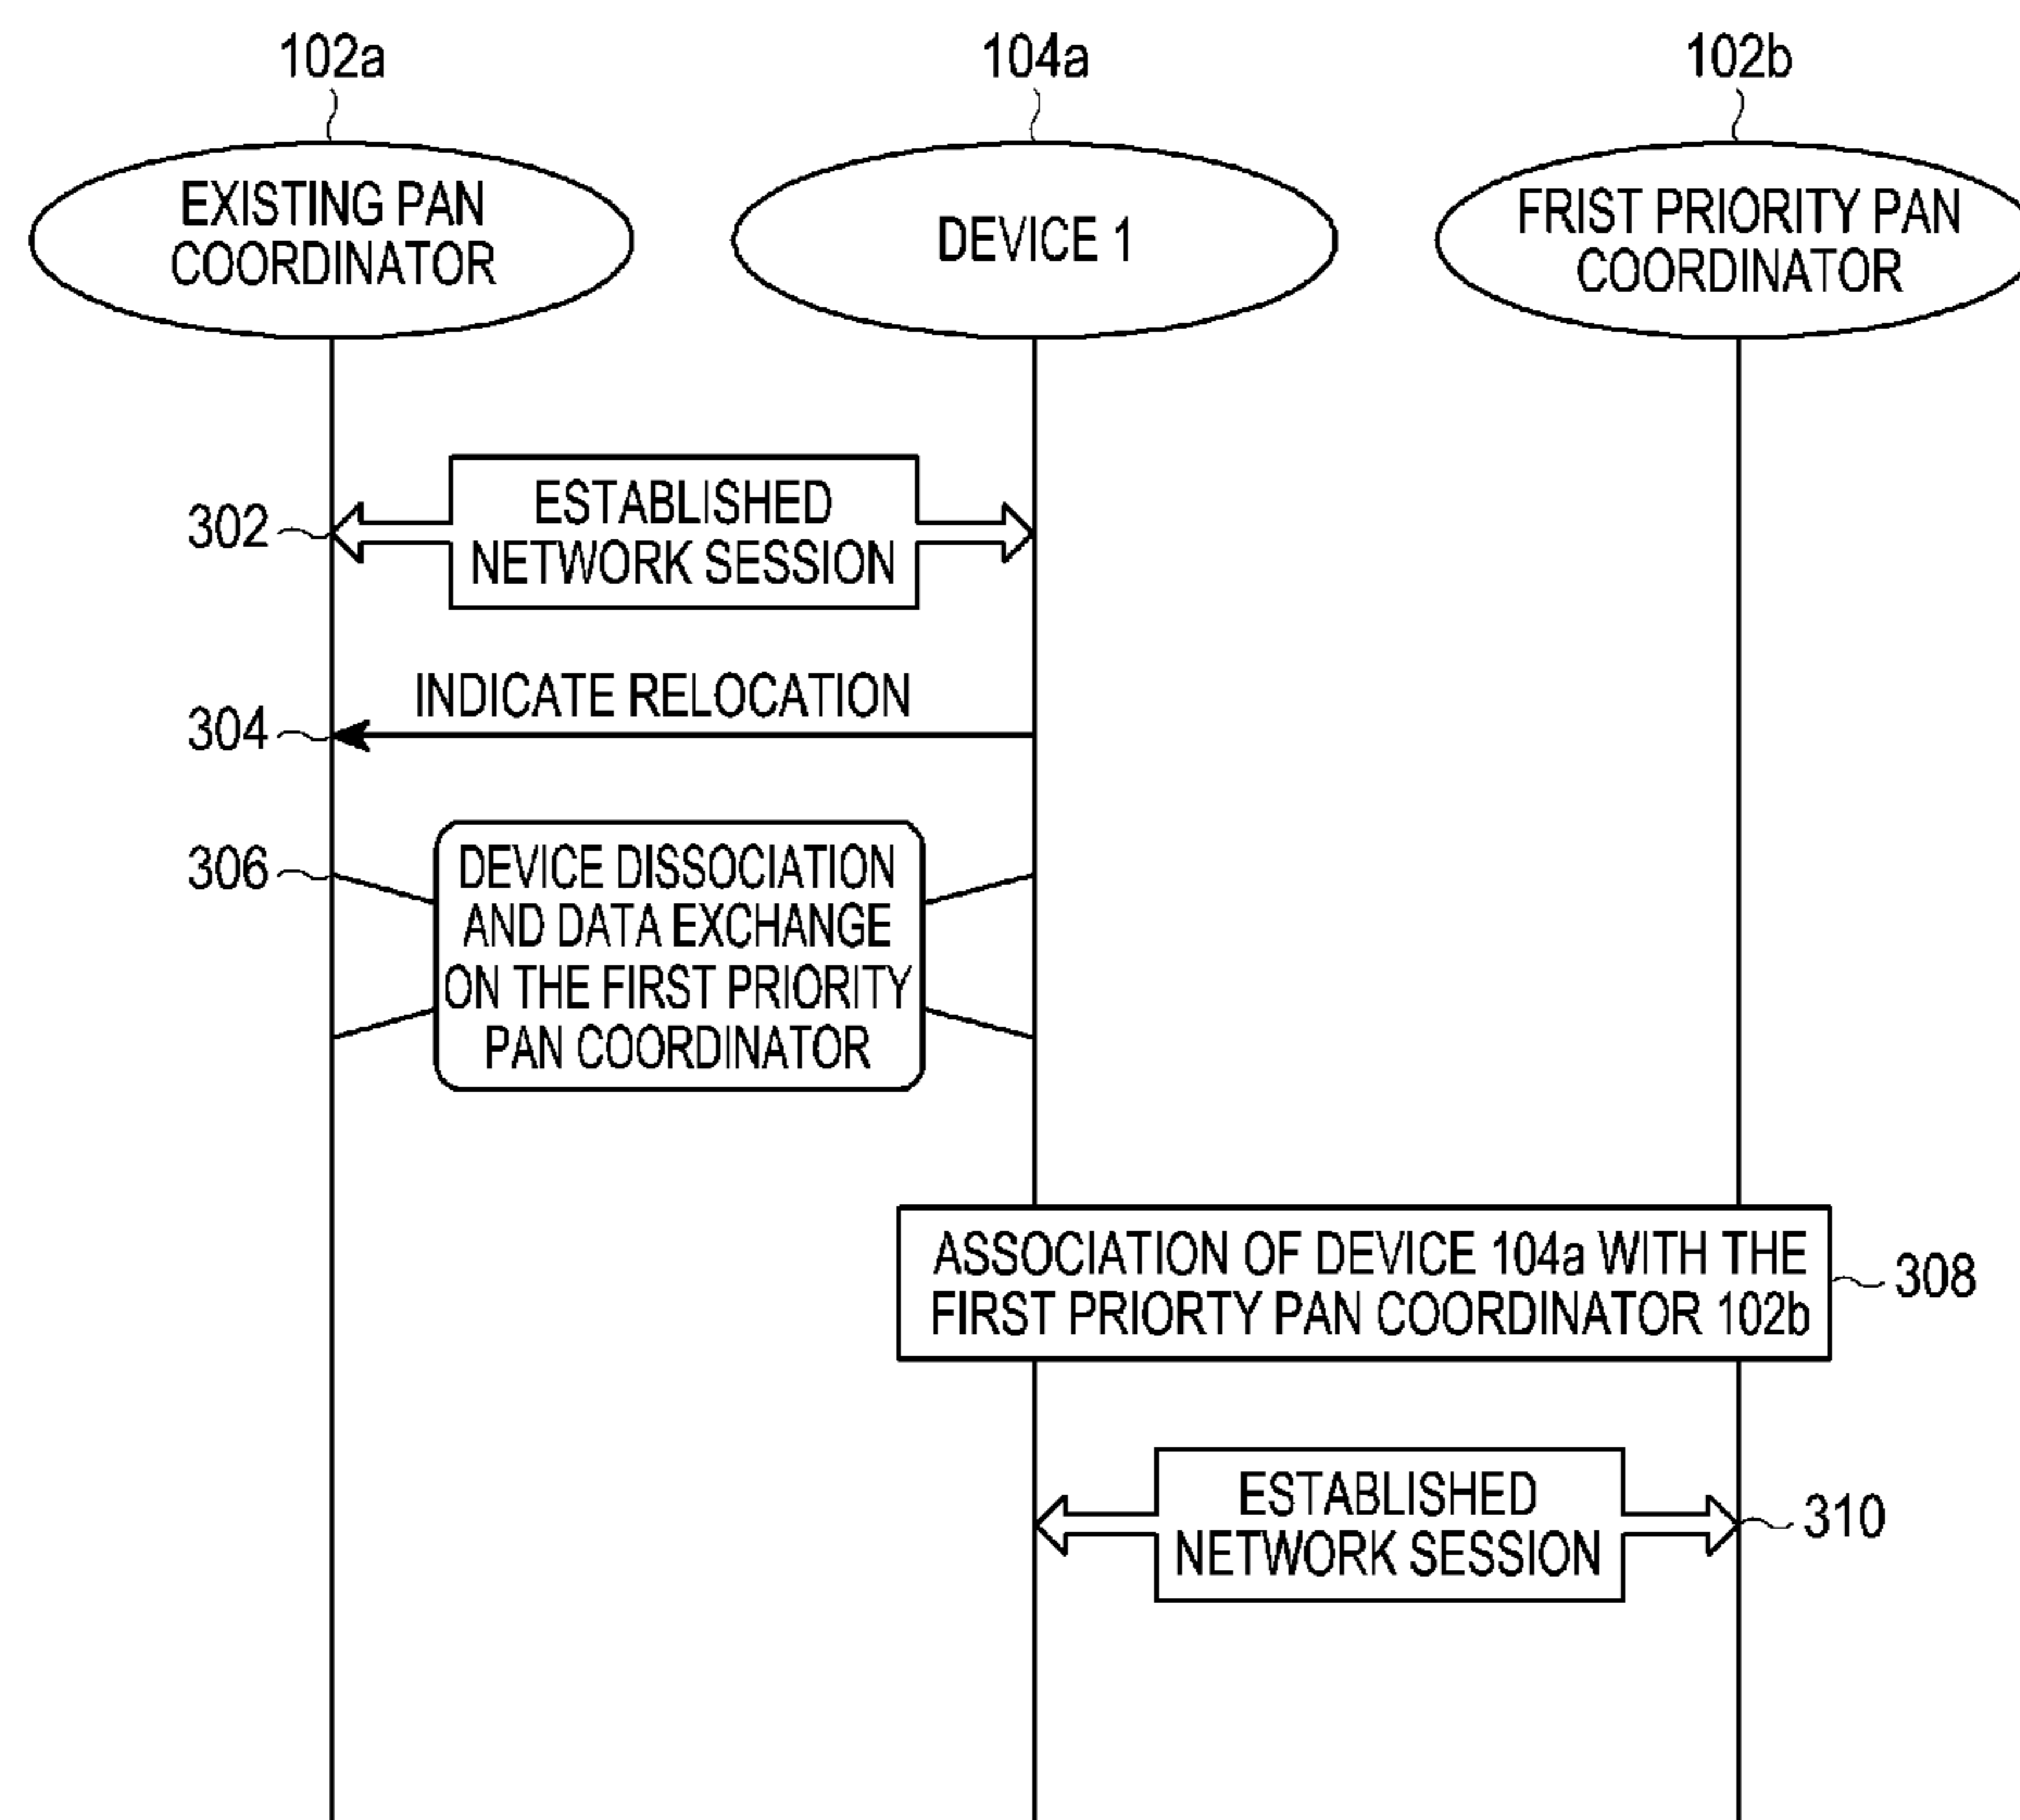 102a
104a
102b
EXISTING PAN
COORDINATOR
DEVICE 1
FRIST PRIORITY PAN
COORDINATOR
302
ESTABLISHED
NETWORK SESSION
INDICATE RELOCATION
304
306
DEVICE DISSOCIATION
AND DATA EXCHANGE
ON THE FIRST PRIORITY
PAN COORDINATOR
ASSOCIATION OF DEVICE 104a WITH THE
FIRST PRIORTY PAN COORDINATOR 102b
308
ESTABLISHED
NETWORK SESSION
310